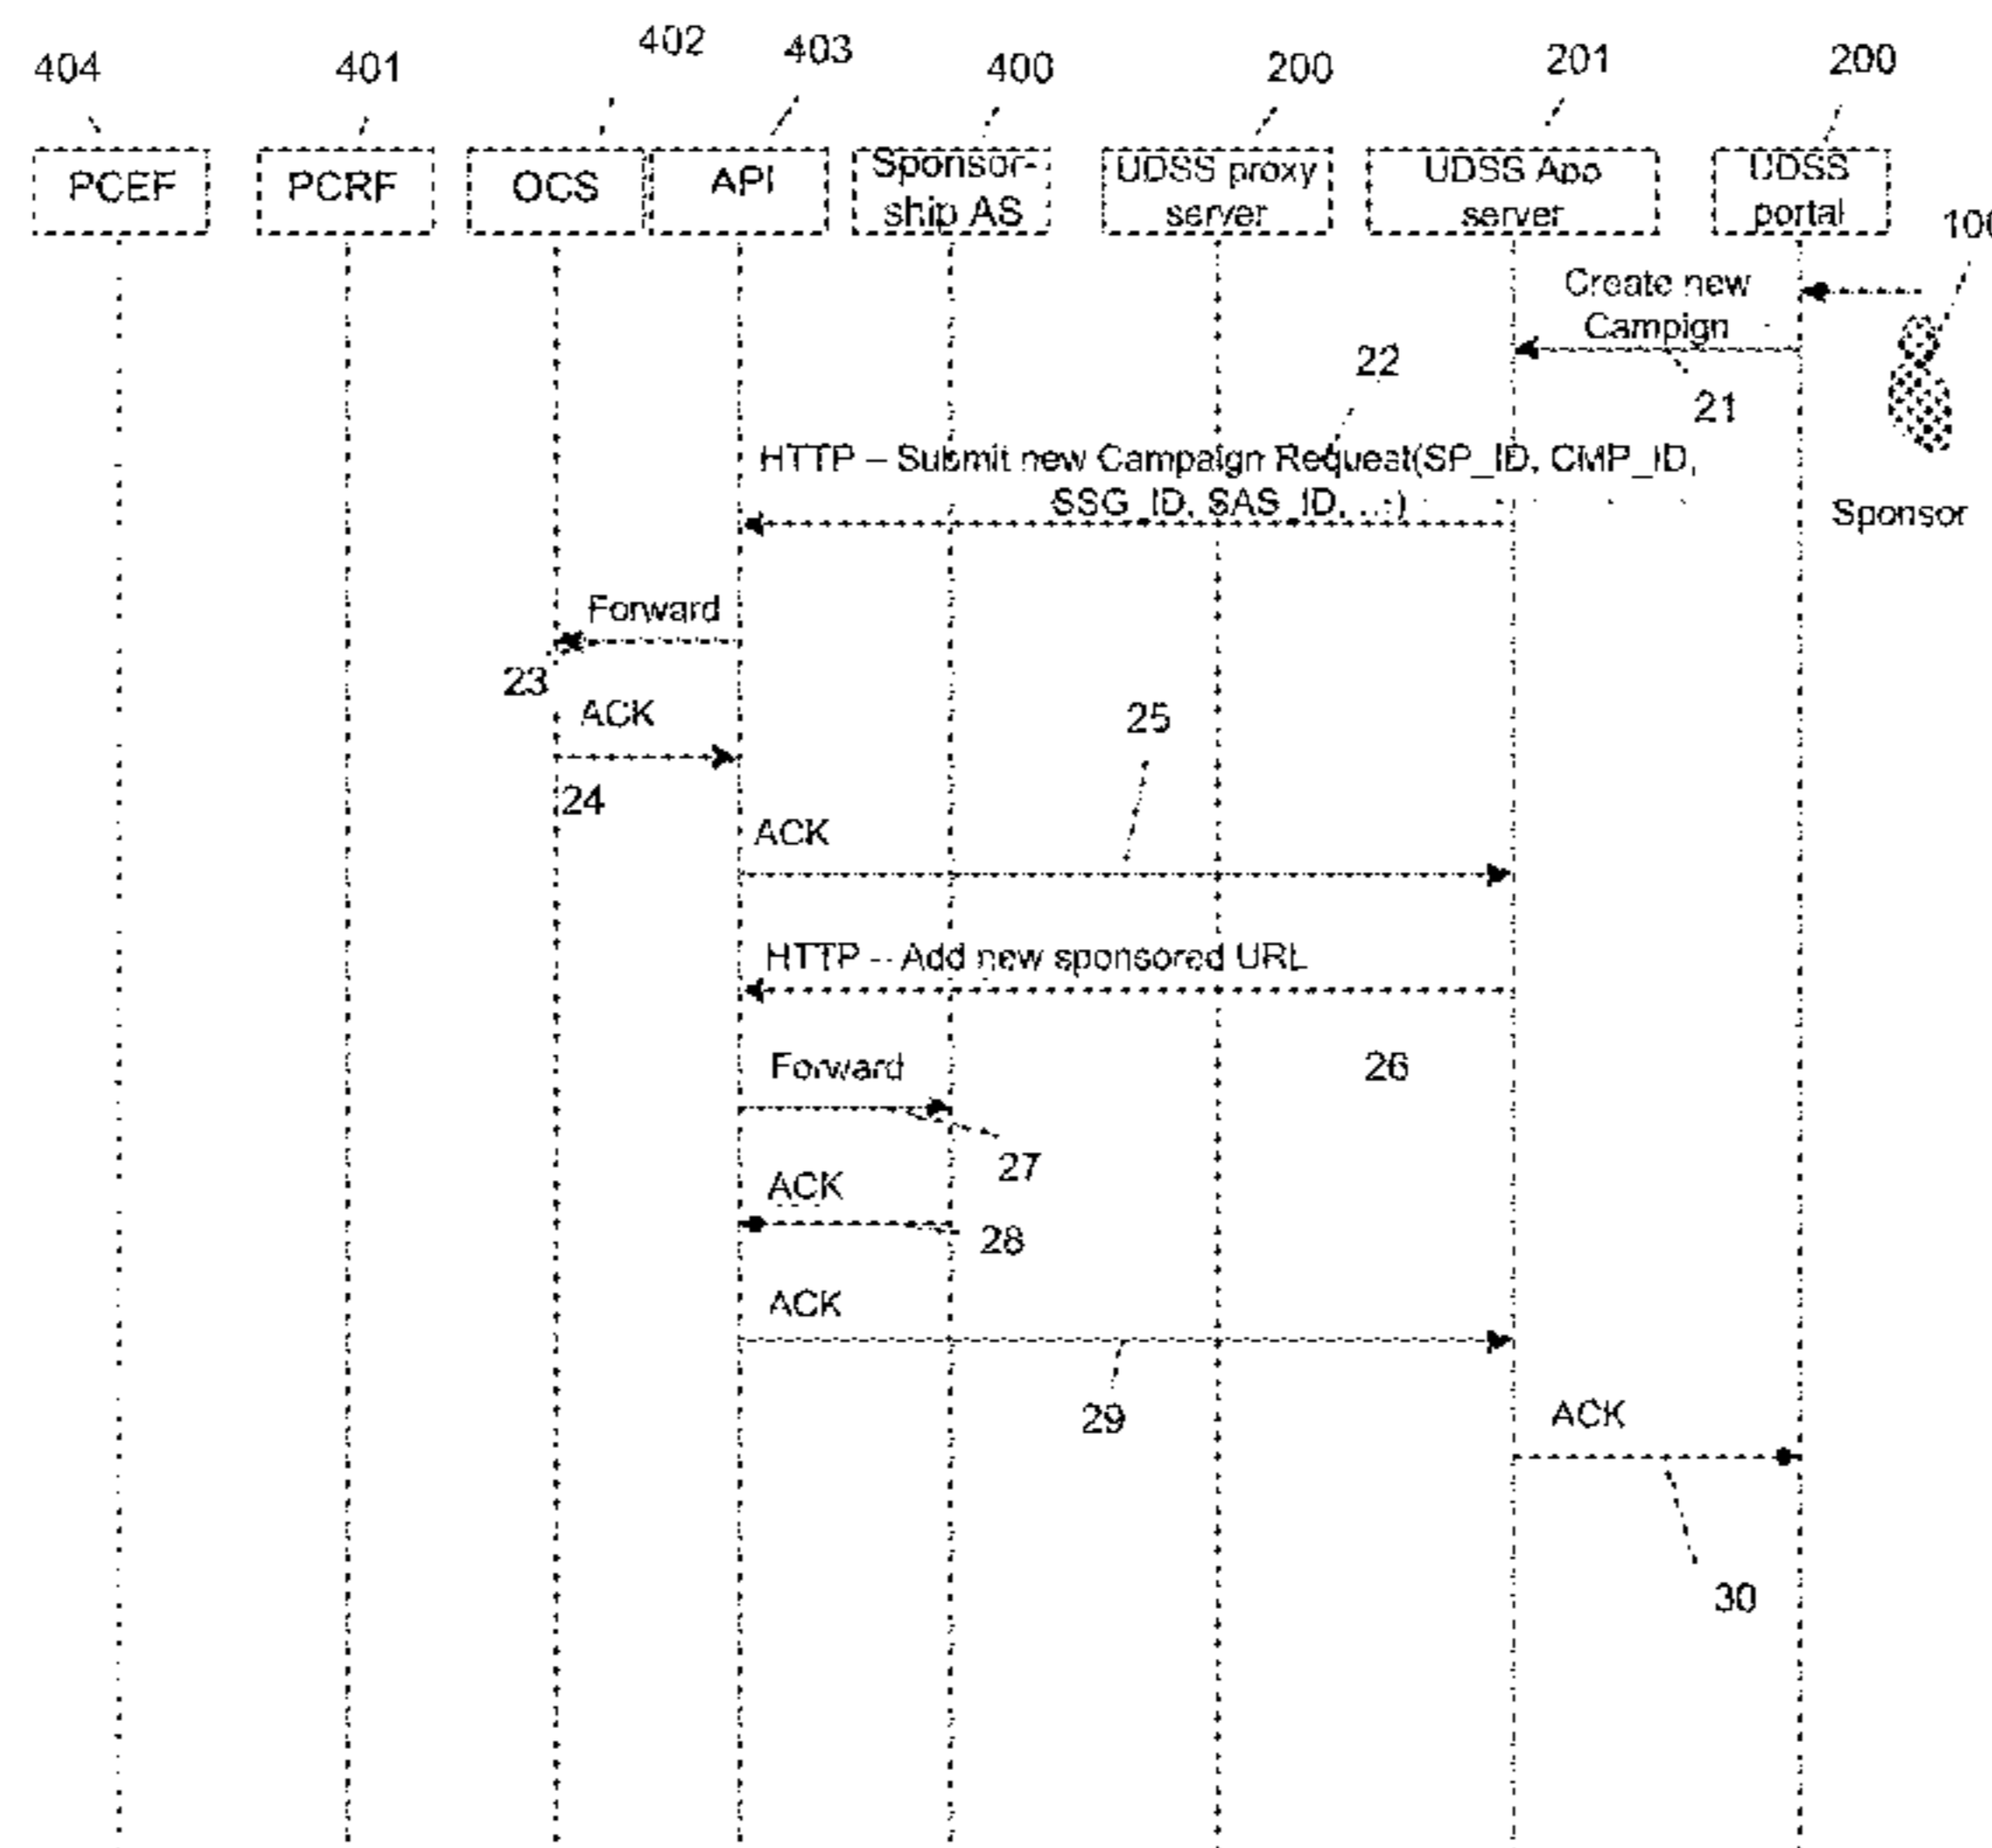 404
401
402
403
400
200
201
200
PCEF
PCRF
OCS
API
Sponsor-
ship AS
UDSS proxy
server
UDSS App
server
UDSS
portal
100
Create new
Campign
22
21
HTTP – Submit new Campaign Request(SP_ID, CMP_ID,
SSG_ID, SAS_ID, ...)
Sponsor
Forward
23
ACK
25
24
ACK
HTTP – Add new sponsored URL
Forward
26
27
ACK
28
ACK
29
ACK
30